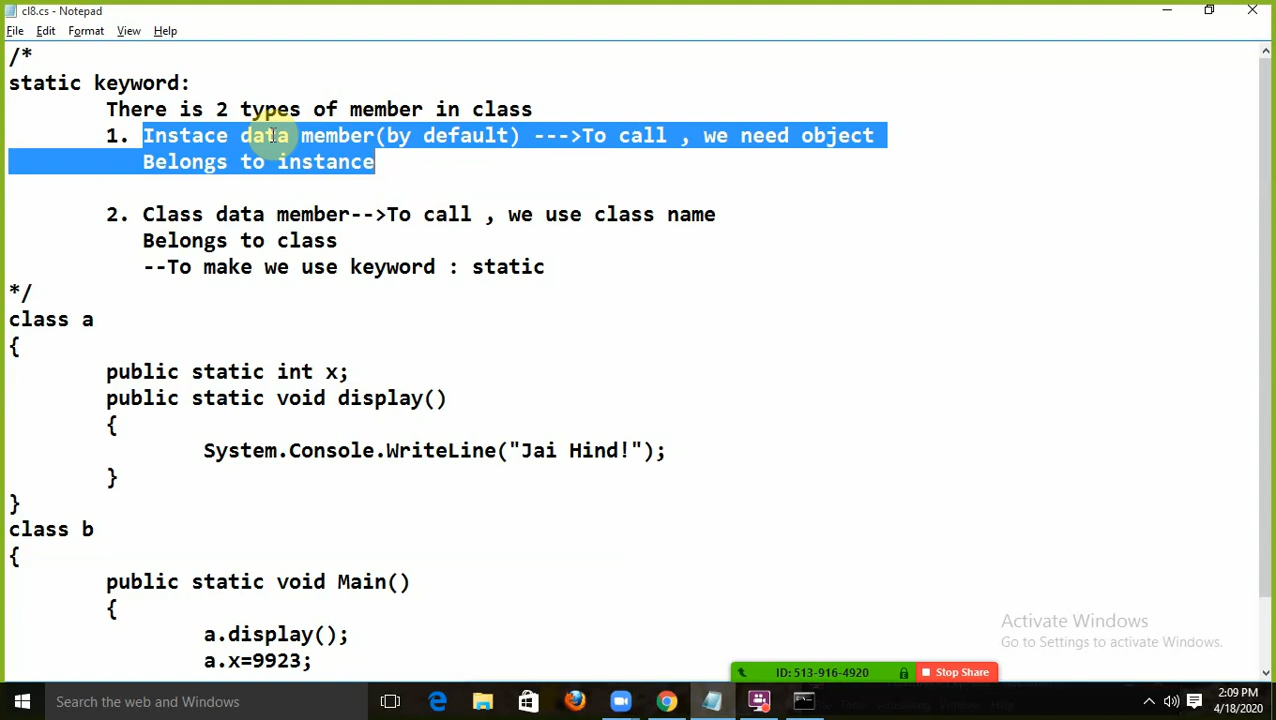 cl8.cs - Notepad
File Edit Format View Help
/*
static keyword:
There is 2 types of member in class
1. Instace data member(by default) --->To call , we need object
Belongs to instance
2. Class data member-->To call , we use class name
Belongs to class
--To make we use keyword : static
*/
class a
{
public static int x;
public static void display()
{
System.Console.WriteLine("Jai Hind!");
}
}
class b
{
public static void Main()
{
a.display();
a.x=9923;
Activate Windows
Go to Settings to activate Windows.
ID: 513-916-4920 Stop Share
Search the web and Windows
2:09 PM
4/18/2020